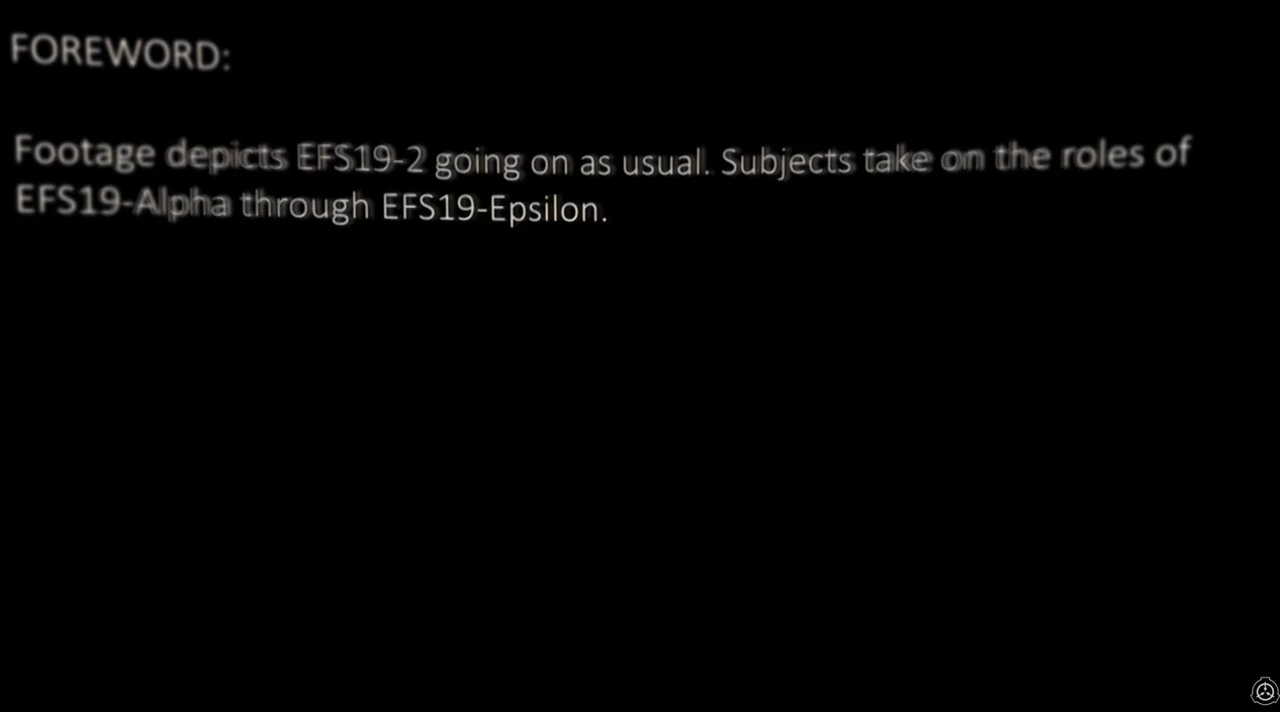 FOREWORD:
Footage depicts EFS19-2 going on as usual. Subjects take on the roles of
EFS19-Alpha through EFS19-Epsilon.